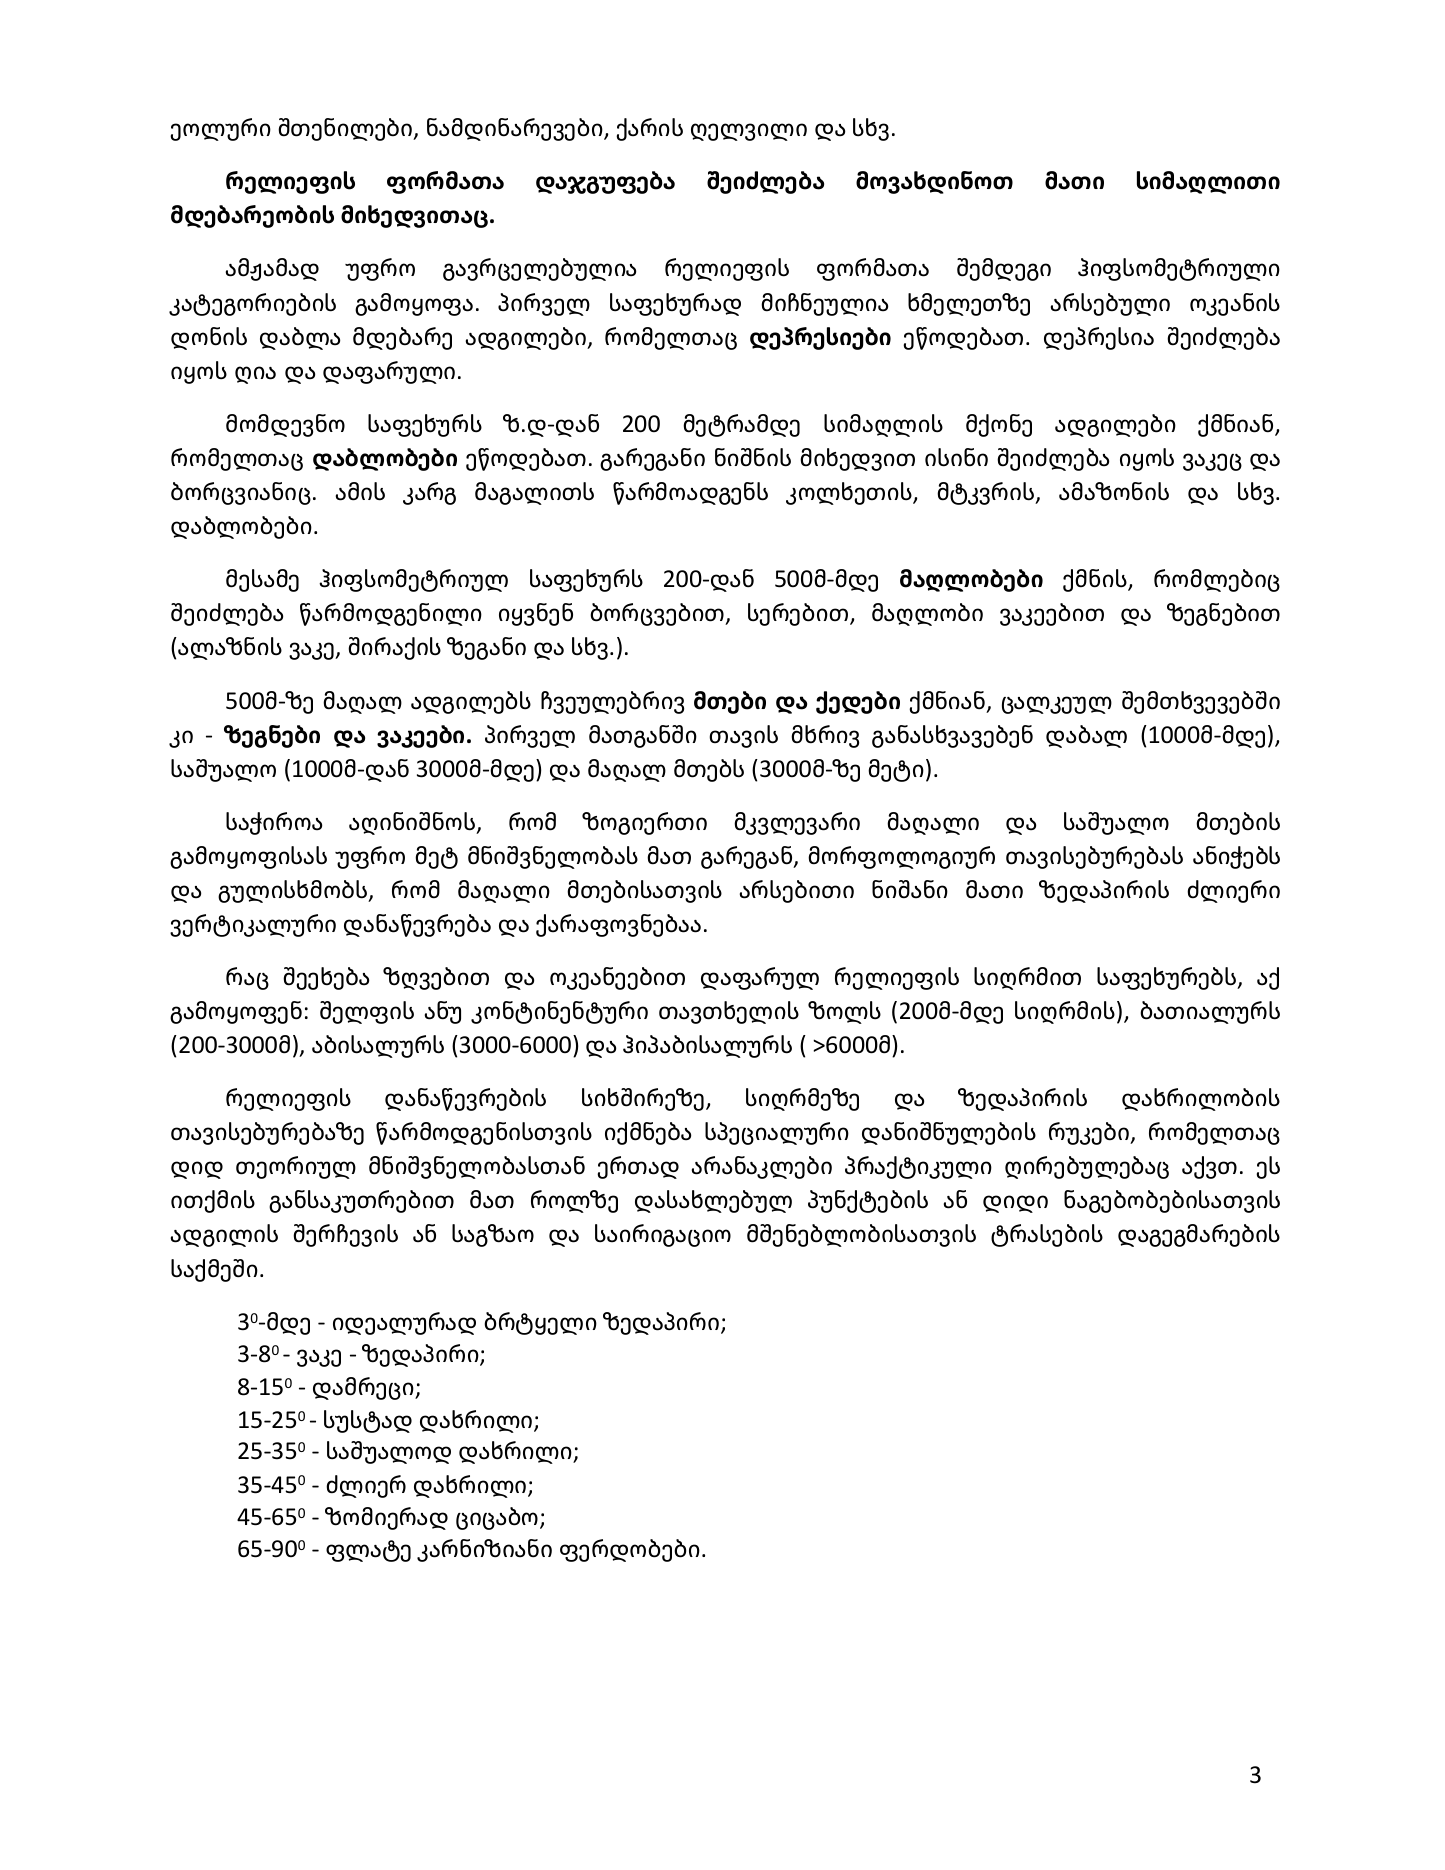 ეოლური შთენილები, ნამდინარევები, ქარის ღელვილი და სხვ.
რელიეფის ფორმათა დაჯგუფება შეიძლება მოვახდინოთ მათი სიმაღლითი
მდებარეობის მიხედვითაც.
ამჟამად უფრო გავრცელებულია რელიეფის ფორმათა შემდეგი ჰიფსომეტრიული
კატეგორიების გამოყოფა. პირველ საფეხურად მიჩნეულია ხმელეთზე არსებული ოკეანის
დონის დაბლა მდებარე ადგილები, რომელთაც დეპრესიები ეწოდებათ. დეპრესია შეიძლება
იყოს ღია და დაფარული.
მომდევნო საფეხურს ზ.დ-დან 200 მეტრამდე სიმაღლის მქონე ადგილები ქმნიან,
რომელთაც დაბლობები ეწოდებათ. გარეგანი ნიშნის მიხედვით ისინი შეიძლება იყოს ვაკეც და
ბორცვიანიც. ამის კარგ მაგალითს წარმოადგენს კოლხეთის, მტკვრის, ამაზონის და სხვ.
დაბლობები.
მესამე ჰიფსომეტრიულ საფეხურს 200-დან 500მ-მდე მაღლობები ქმნის, რომლებიც
შეიძლება წარმოდგენილი იყვნენ ბორცვებით, სერებით, მაღლობი ვაკეებით და ზეგნებით
(ალაზნის ვაკე, შირაქის ზეგანი და სხვ.).
500მ-ზე მაღალ ადგილებს ჩვეულებრივ მთები და ქედები ქმნიან, ცალკეულ შემთხვევებში
კი - ზეგნები და ვაკეები. პირველ მათგანში თავის მხრივ განასხვავებენ დაბალ (1000მ-მდე),
საშუალო (1000მ-დან 3000მ-მდე) და მაღალ მთებს (3000მ-ზე მეტი).
საჭიროა აღინიშნოს, რომ ზოგიერთი მკვლევარი მაღალი და საშუალო მთების
გამოყოფისას უფრო მეტ მნიშვნელობას მათ გარეგან, მორფოლოგიურ თავისებურებას ანიჭებს
და გულისხმობს, რომ მაღალი მთებისათვის არსებითი ნიშანი მათი ზედაპირის ძლიერი
ვერტიკალური დანაწევრება და ქარაფოვნებაა.
რაც შეეხება ზღვებით და ოკეანეებით დაფარულ რელიეფის სიღრმით საფეხურებს, აქ
გამოყოფენ: შელფის ანუ კონტინენტური თავთხელის ზოლს (200მ-მდე სიღრმის), ბათიალურს
(200-3000მ), აბისალურს (3000-6000) და ჰიპაბისალურს ( >6000მ).
რელიეფის დანაწევრების სიხშირეზე, სიღრმეზე და ზედაპირის დახრილობის
თავისებურებაზე წარმოდგენისთვის იქმნება სპეციალური დანიშნულების რუკები, რომელთაც
დიდ თეორიულ მნიშვნელობასთან ერთად არანაკლები პრაქტიკული ღირებულებაც აქვთ. ეს
ითქმის განსაკუთრებით მათ როლზე დასახლებულ პუნქტების ან დიდი ნაგებობებისათვის
ადგილის შერჩევის ან საგზაო და საირიგაციო მშენებლობისათვის ტრასების დაგეგმარების
საქმეში.
3⁰-მდე - იდეალურად ბრტყელი ზედაპირი;
3-8⁰ - ვაკე - ზედაპირი;
8-15⁰ - დამრეცი;
15-25⁰ - სუსტად დახრილი;
25-35⁰ - საშუალოდ დახრილი;
35-45⁰ - ძლიერ დახრილი;
45-65⁰ - ზომიერად ციცაბო;
65-90⁰ - ფლატე კარნიზიანი ფერდობები.
3